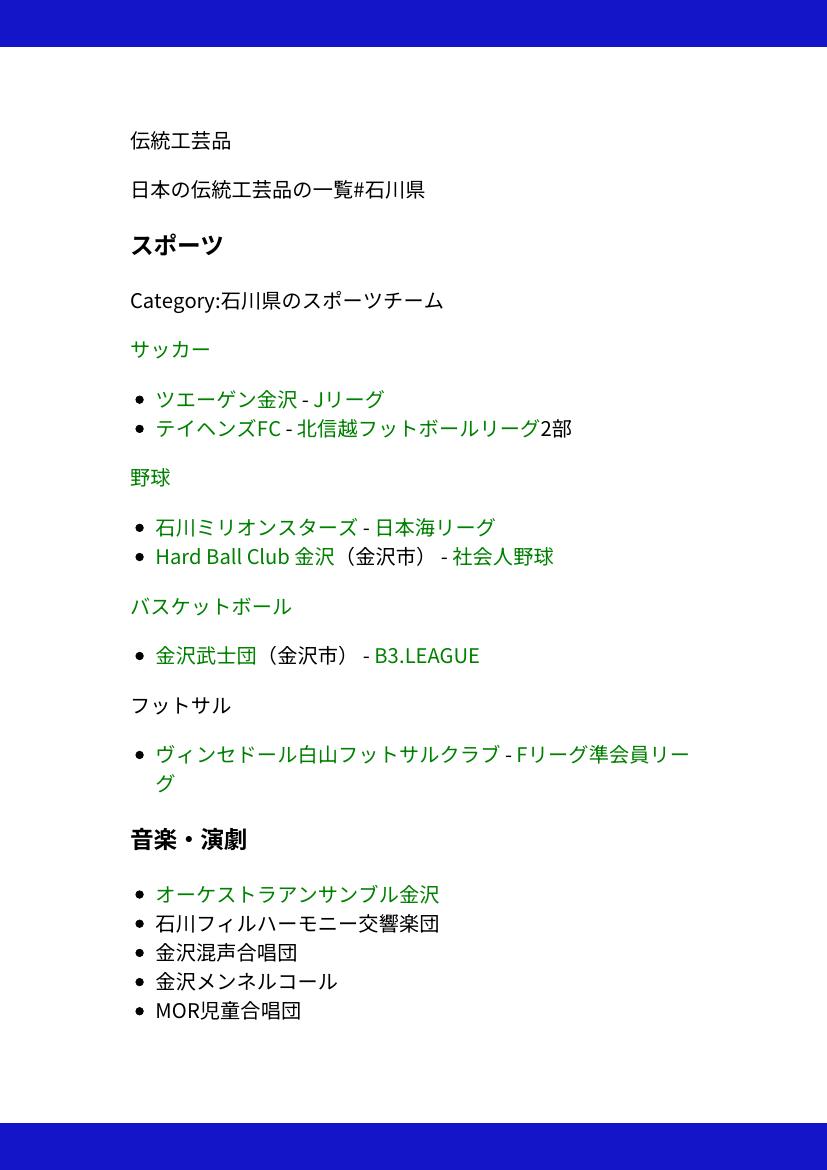 伝統工芸品
日本の伝統工芸品の一覧#石川県
スポーツ
Category:石川県のスポーツチーム
サッカー
• ツエーゲン金沢 - Jリーグ
• テイヘンズFC - 北信越フットボールリーグ2部
野球
• 石川ミリオンスターズ - 日本海リーグ
• Hard Ball Club 金沢（金沢市） - 社会人野球
バスケットボール
• 金沢武士団（金沢市） - B3.LEAGUE
フットサル
• ヴィンセドール白山フットサルクラブ - Fリーグ準会員リー
グ
音楽・演劇
• オーケストラアンサンブル金沢
• 石川フィルハーモニー交響楽団
• 金沢混声合唱団
• 金沢メンネルコール
• MOR児童合唱団